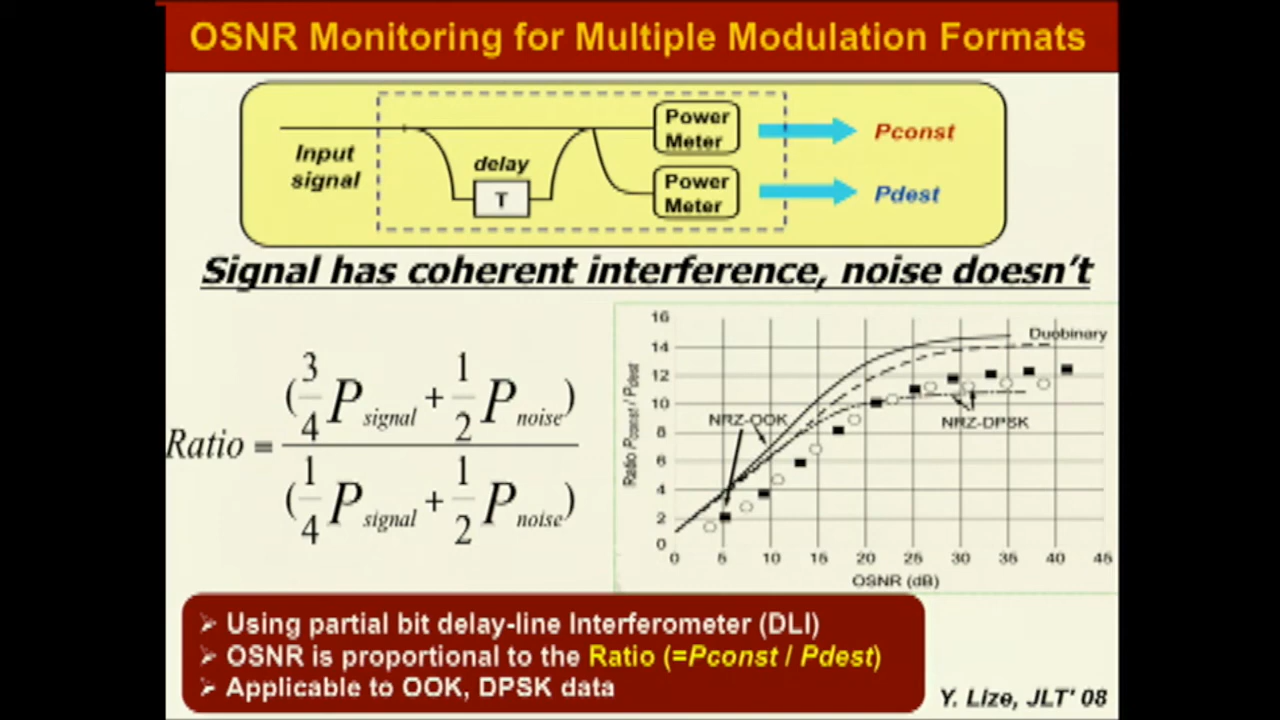 OSNR Monitoring for Multiple Modulation Formats
Input signal
delay
T
Power Meter
Pconst
Power Meter
Pdest
Signal has coherent interference, noise doesn't
Ratio = (3/4 P signal + 1/2 P noise) / (1/4 P signal + 1/2 P noise)
Ratio Pconst / Pdest
16
14
12
10
8
6
4
2
0
Duobinary
NRZ-OOK
NRZ-DPSK
0 5 10 15 20 25 30 35 40 45
OSNR (dB)
➢ Using partial bit delay-line Interferometer (DLI)
➢ OSNR is proportional to the Ratio (=Pconst / Pdest)
➢ Applicable to OOK, DPSK data
Y. Lize, JLT' 08